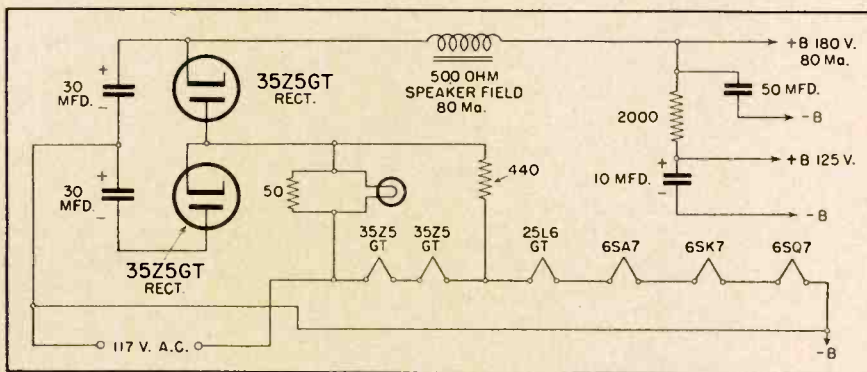 30
MFD.
+
-
35Z5GT
RECT.
500 OHM
SPEAKER FIELD
80 Ma.
+B 180 V.
80 Ma.
50 MFD.
-B
2000
+B 125 V.
10 MFD.
+
-
-B
30
MFD.
+
-
35Z5GT
RECT.
50
440
35Z5
GT
35Z5
GT
25L6
GT
6SA7
6SK7
6SQ7
117 V. A.C.
-B